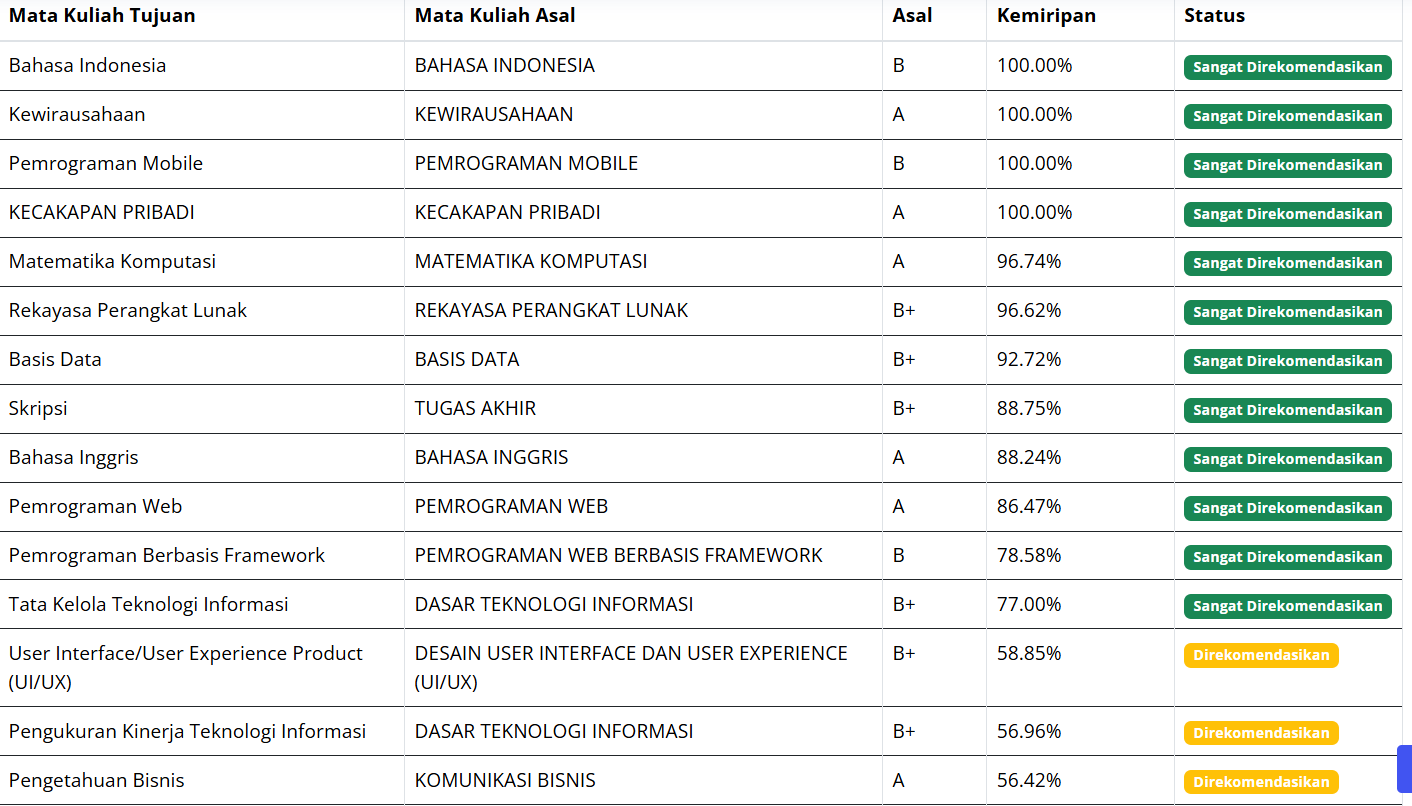 Mata Kuliah Tujuan Mata Kuliah Asal Asal Kemiripan Status
Bahasa Indonesia BAHASA INDONESIA B 100.00% Sangat Direkomendasikan
Kewirausahaan KEWIRAUSAHAAN A 100.00% Sangat Direkomendasikan
Pemrograman Mobile PEMROGRAMAN MOBILE B 100.00% Sangat Direkomendasikan
KECAKAPAN PRIBADI KECAKAPAN PRIBADI A 100.00% Sangat Direkomendasikan
Matematika Komputasi MATEMATIKA KOMPUTASI A 96.74% Sangat Direkomendasikan
Rekayasa Perangkat Lunak REKAYASA PERANGKAT LUNAK B+ 96.62% Sangat Direkomendasikan
Basis Data BASIS DATA B+ 92.72% Sangat Direkomendasikan
Skripsi TUGAS AKHIR B+ 88.75% Sangat Direkomendasikan
Bahasa Inggris BAHASA INGGRIS A 88.24% Sangat Direkomendasikan
Pemrograman Web PEMROGRAMAN WEB A 86.47% Sangat Direkomendasikan
Pemrograman Berbasis Framework PEMROGRAMAN WEB BERBASIS FRAMEWORK B 78.58% Sangat Direkomendasikan
Tata Kelola Teknologi Informasi DASAR TEKNOLOGI INFORMASI B+ 77.00% Sangat Direkomendasikan
User Interface/User Experience Product DESAIN USER INTERFACE DAN USER EXPERIENCE B+ 58.85% Direkomendasikan
(UI/UX) (UI/UX)
Pengukuran Kinerja Teknologi Informasi DASAR TEKNOLOGI INFORMASI B+ 56.96% Direkomendasikan
Pengetahuan Bisnis KOMUNIKASI BISNIS A 56.42% Direkomendasikan